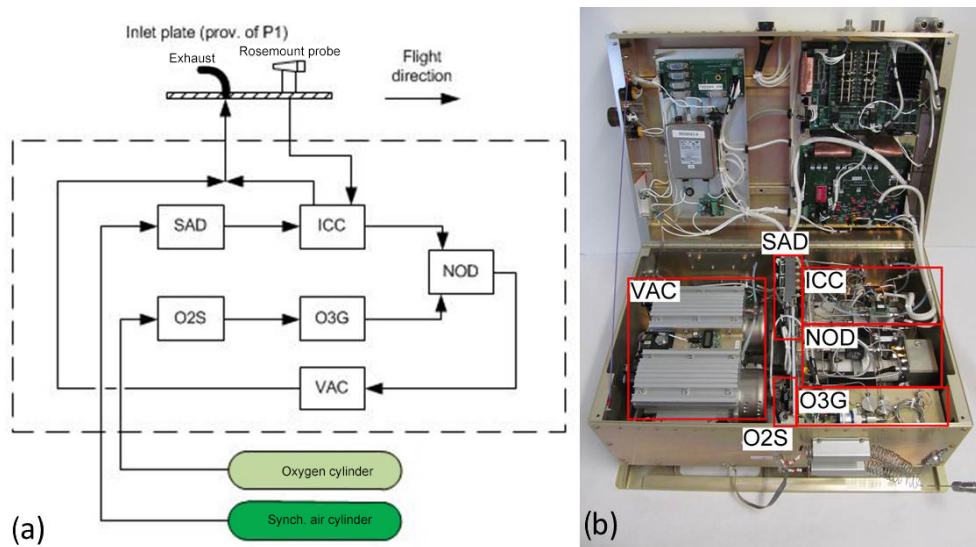 Inlet plate (prov. of P1)
Exhaust
Rosemount probe
Flight
direction
SAD
ICC
NOD
O2S
O3G
VAC
Oxygen cylinder
Synch. air cylinder
(a)
SAD
VAC
ICC
NOD
O3G
O2S
(b)